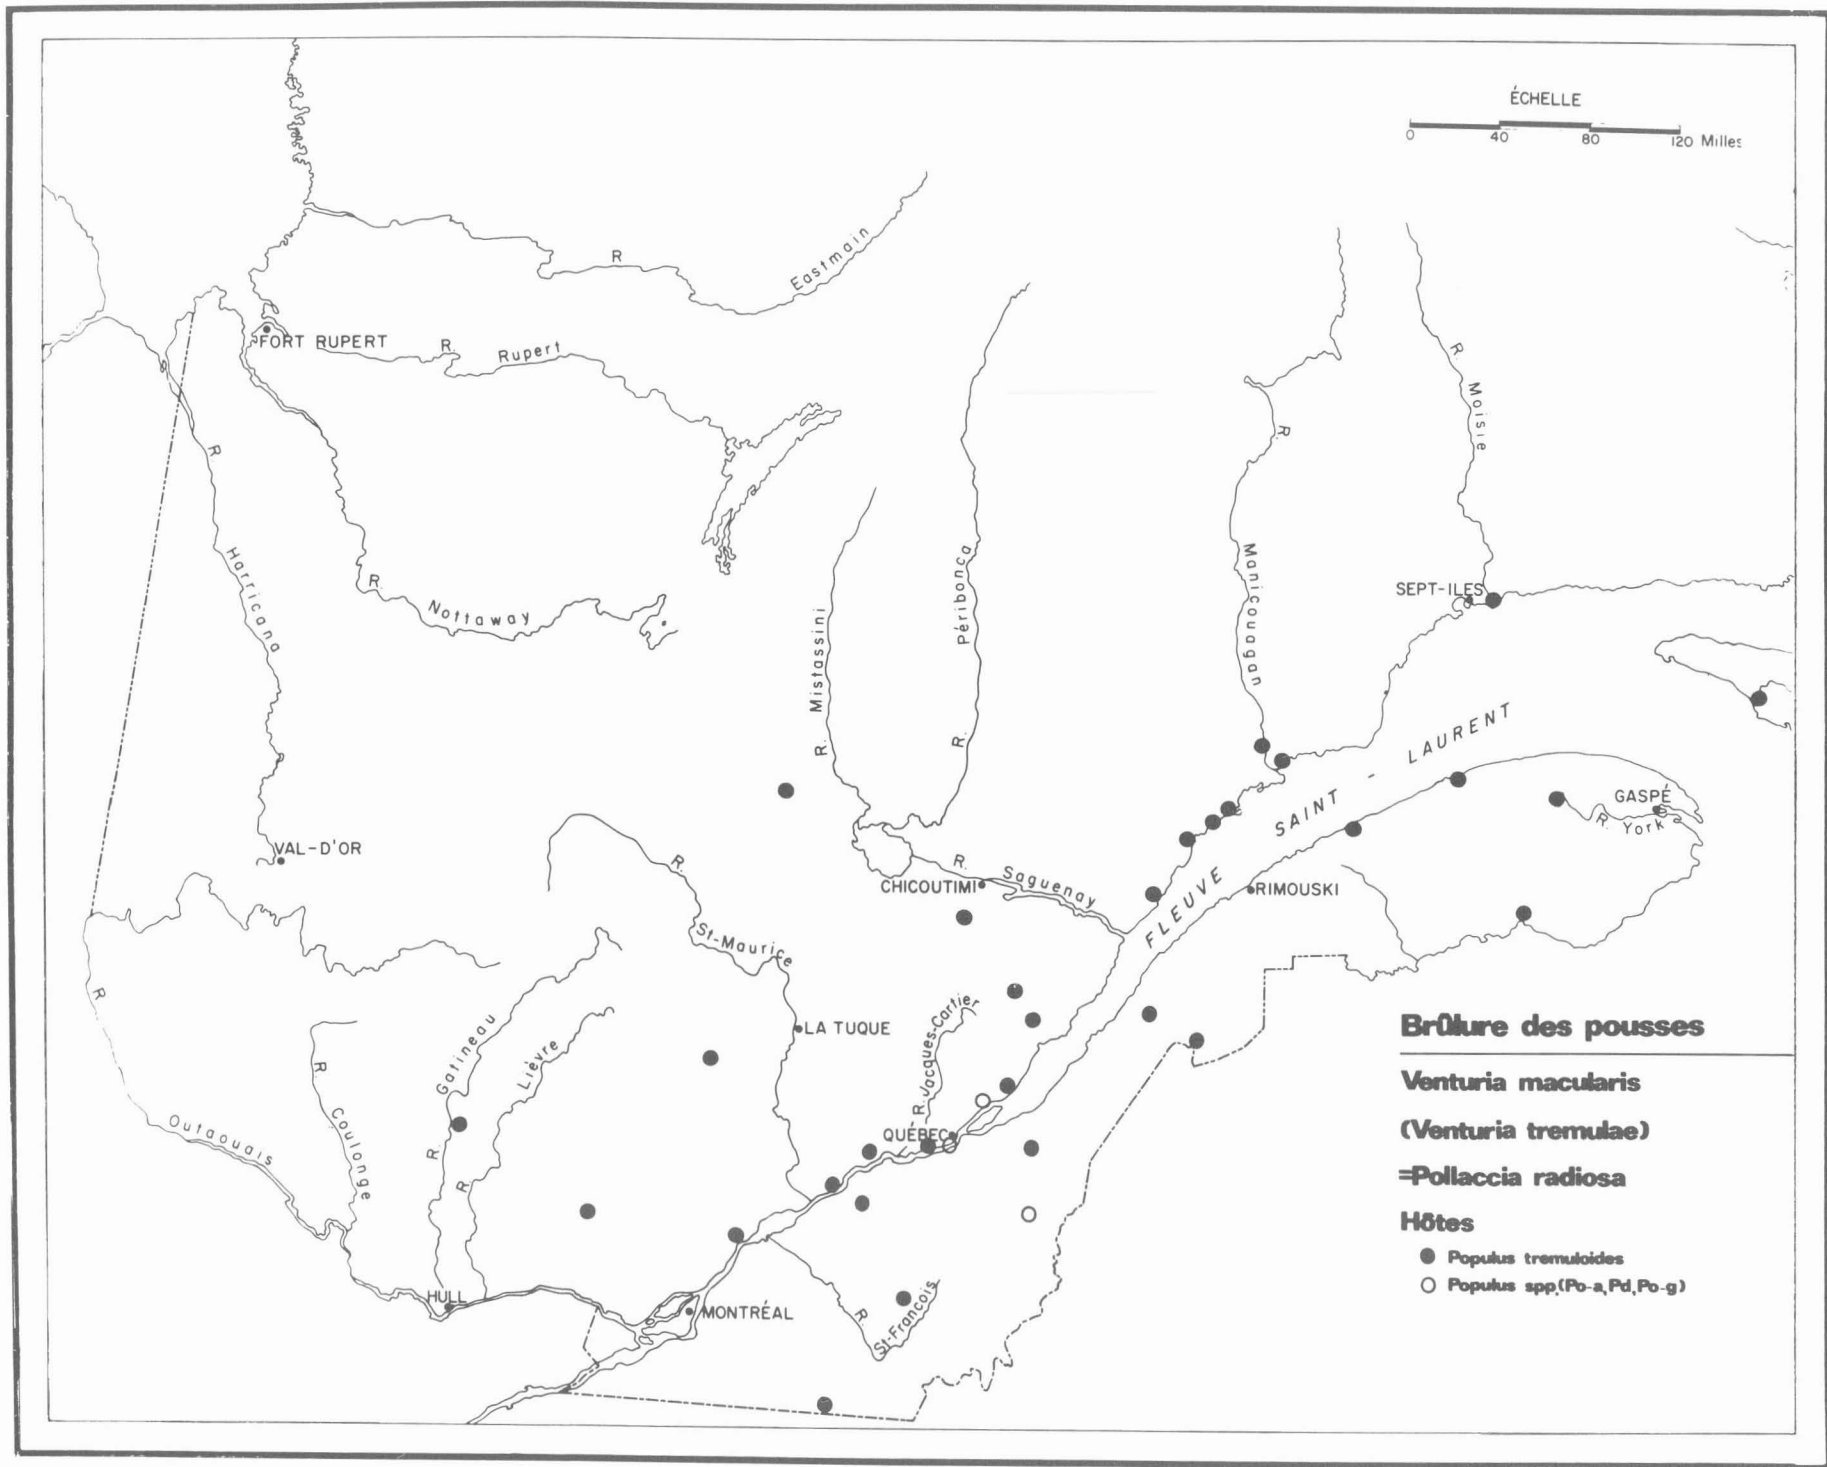 ÉCHELLE
0 40 80 120 Milles
R Eastmain
FORT RUPERT
R. Rupert
R. Moisie
R. Manicouagan
R Harricana
R. Nottaway
R. Mistassini
R. Péribonca
SEPT-ILES
FLEUVE SAINT - LAURENT
VAL-D'OR
GASPÉ
R. York
CHICOUTIMI
R. Saguenay
RIMOUSKI
R. St-Maurice
LA TUQUE
R. Jacques-Cartier
R Outaouais
R Coulonge
R. Gatineau
R. Lièvre
QUÉBEC
HULL
MONTRÉAL
R. St-François
Brûlure des pousses
Venturia macularis
(Venturia tremulae)
=Pollaccia radiosa
Hôtes
Populus tremuloides
Populus spp.(Po-a,Pd,Po-g)